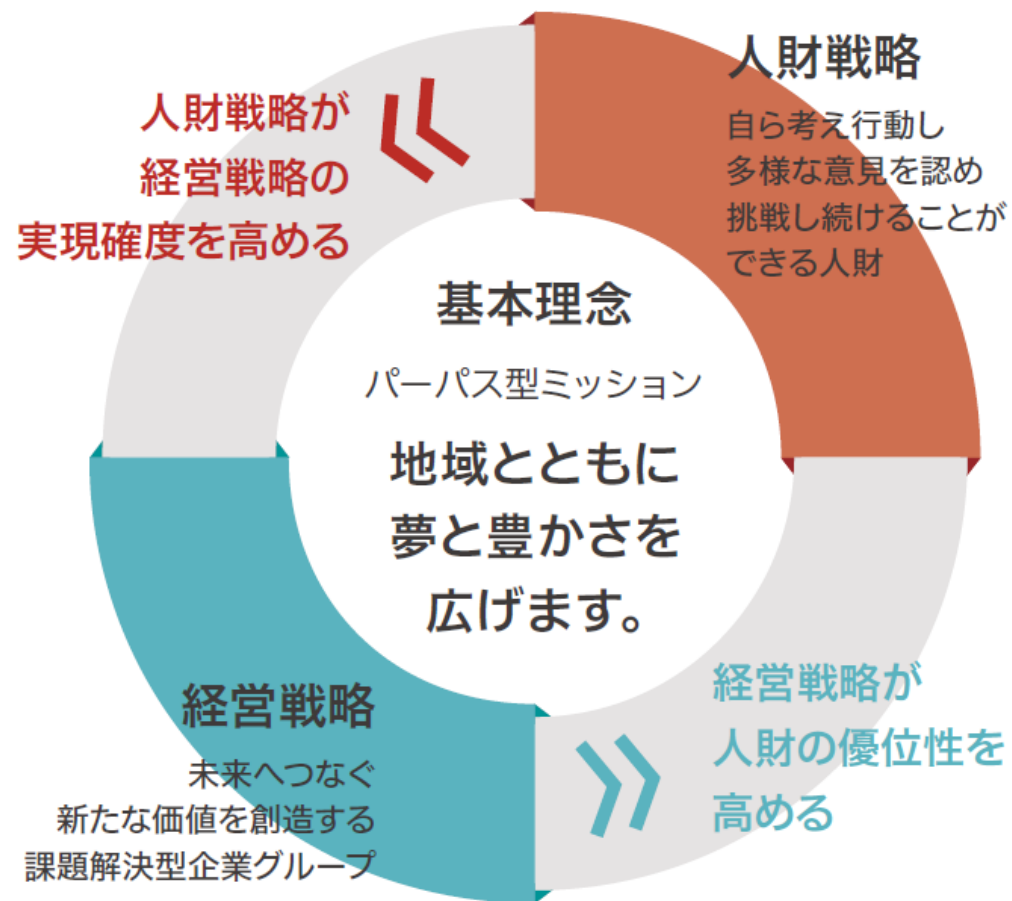 人財戦略
自ら考え行動し
多様な意見を認め
挑戦し続けることが
できる人財
人財戦略が
経営戦略の
実現確度を高める
基本理念
パーパス型ミッション
地域とともに
夢と豊かさを
広げます。
経営戦略
未来へつなぐ
新たな価値を創造する
課題解決型企業グループ
経営戦略が
人財の優位性を
高める